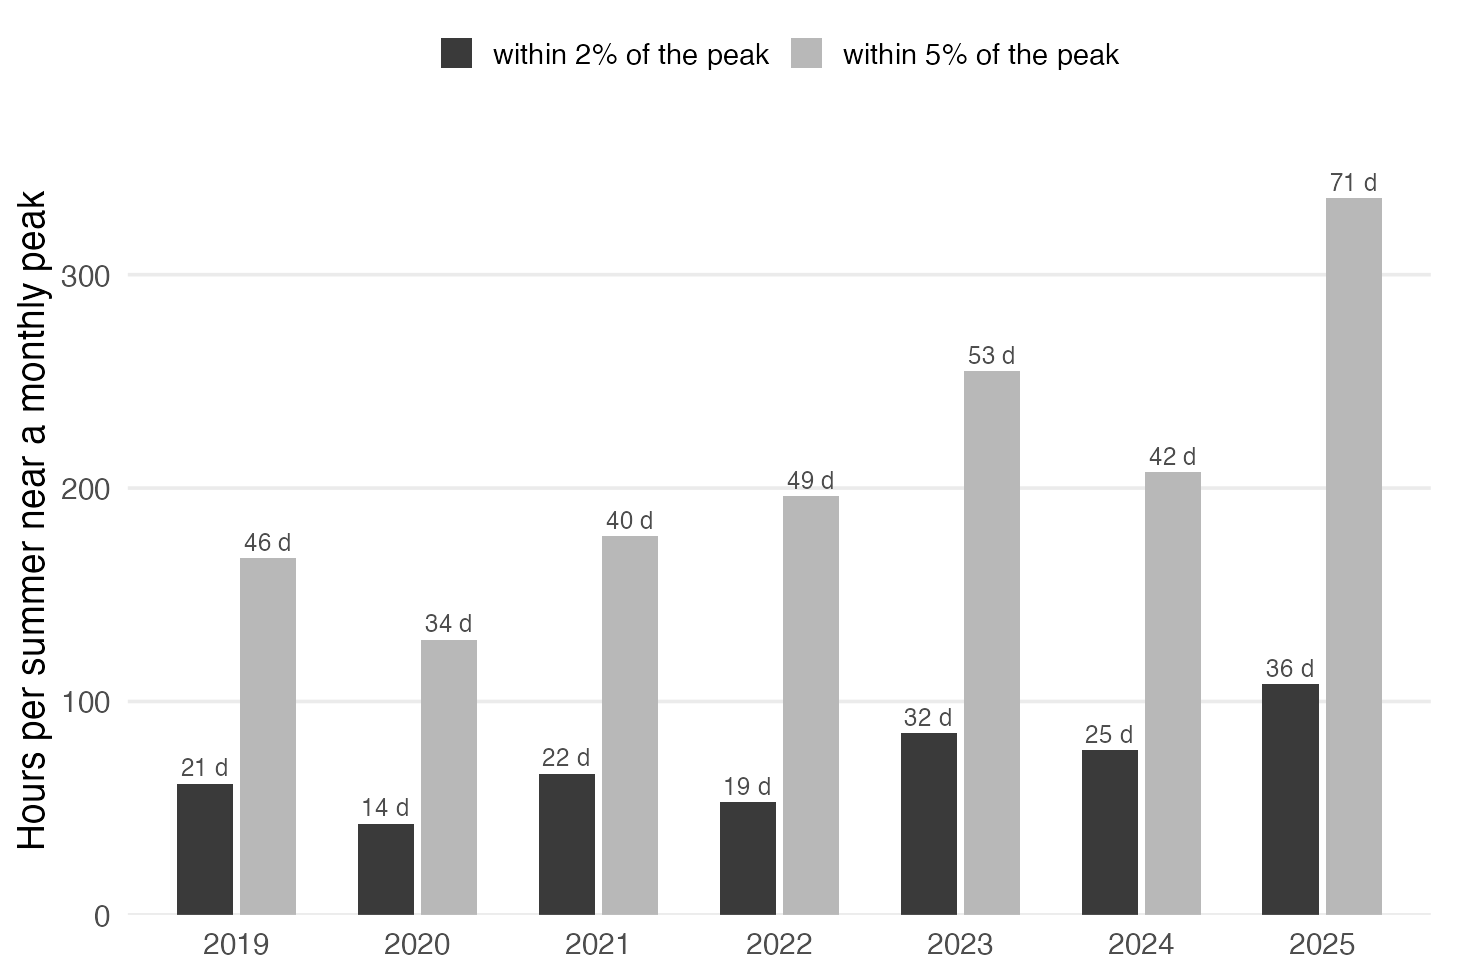 within 2% of the peak within 5% of the peak
Hours per summer near a monthly peak
300
200
100
0
21 d 46 d
14 d 34 d
22 d 40 d
19 d 49 d
32 d 53 d
25 d 42 d
36 d 71 d
2019 2020 2021 2022 2023 2024 2025